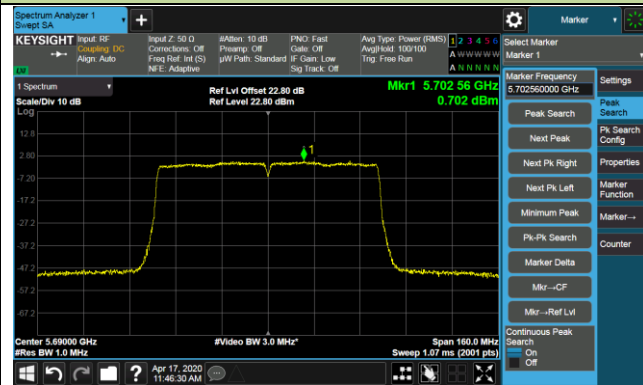 Spectrum Analyzer 1
Swept SA
Marker
KEYSIGHT
Input: RF
Coupling: DC
Align: Auto
Input Z: 50 Ω
Corrections: Off
Freq Ref: Int (S)
NFE: Adaptive
#Atten: 10 dB
Preamp: Off
µW Path: Standard
PNO: Fast
Gate: Off
IF Gain: Low
Sig Track: Off
Avg Type: Power (RMS)
Avg|Hold: 100/100
Trig: Free Run
1 2 3 4 5 6
A W W W W W
A N N N N N
Select Marker
Marker 1
1 Spectrum
Scale/Div 10 dB
Ref Lvl Offset 22.80 dB
Ref Level 22.80 dBm
Mkr1 5.702 56 GHz
0.702 dBm
Log
12.8
2.80
-7.20
-17.2
-27.2
-37.2
-47.2
-57.2
-67.2
1
Center 5.69000 GHz
#Res BW 1.0 MHz
#Video BW 3.0 MHz*
Span 160.0 MHz
Sweep 1.07 ms (2001 pts)
Marker Frequency
5.702560000 GHz
Peak Search
Next Peak
Next Pk Right
Next Pk Left
Minimum Peak
Pk-Pk Search
Marker Delta
Mkr→CF
Mkr→Ref Lvl
Continuous Peak
Search
On
Off
Settings
Peak
Search
Pk Search
Config
Properties
Marker
Function
Marker→
Counter
Apr 17, 2020
11:46:30 AM